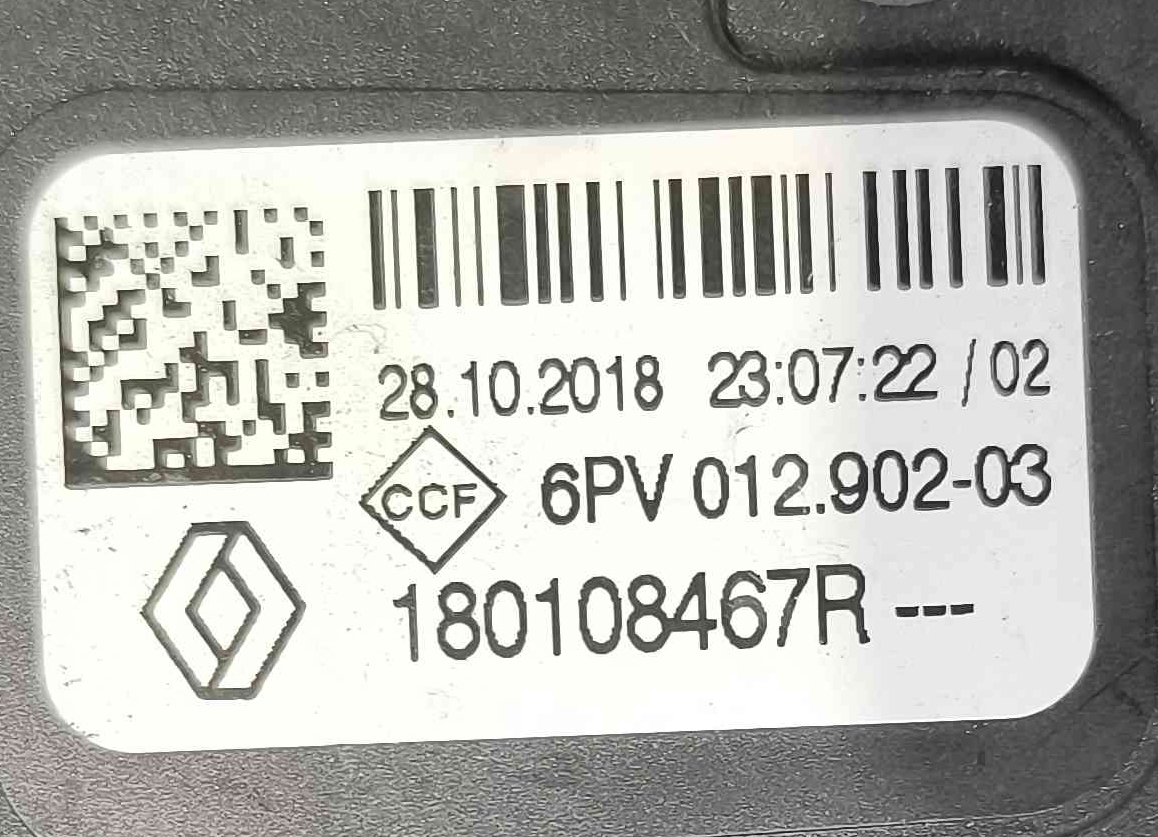 28.10.2018 23:07:22 / 02
CCF 6PV 012.902-03
180108467R ---